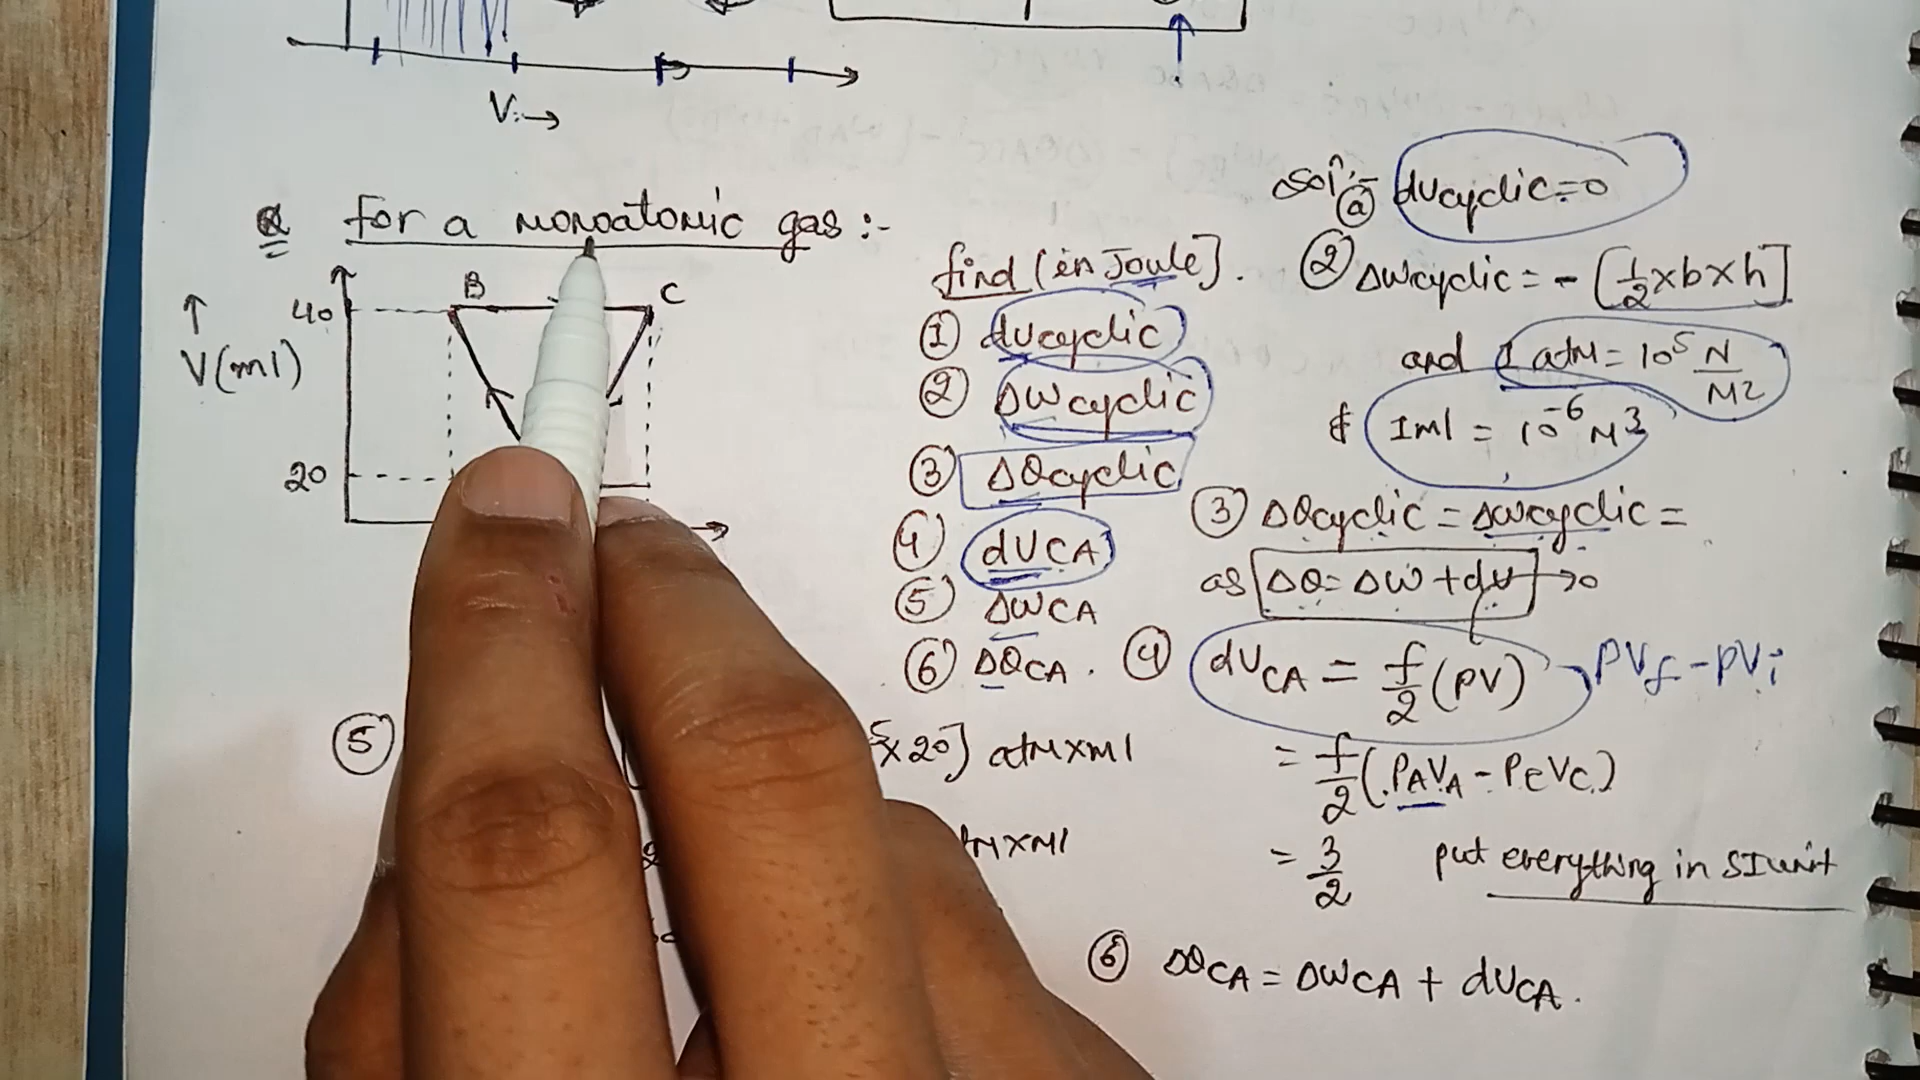 V→
Q for a monoatomic gas :-
↑
V(ml)
40
20
B
C
find (in Joule).
① dUcyclic
② ΔWcyclic
③ ΔQcyclic
④ dUCA
⑤ ΔWCA
⑥ ΔQCA.
Solⁿ:- ⓐ dUcyclic=0
② ΔWcyclic = - [½×b×h]
and 1 atm = 10⁵ N/M²
& 1ml = 10⁻⁶ M³
③ ΔQcyclic = ΔWcyclic =
as ΔQ = ΔW + dU → 0
④ dUCA = f/2 (PV) PVf - PVi
= f/2 (PAVA - PCVC)
= 3/2 put everything in SI unit
⑤
×20] atm×ml
⑥ ΔQCA = ΔWCA + dUCA.